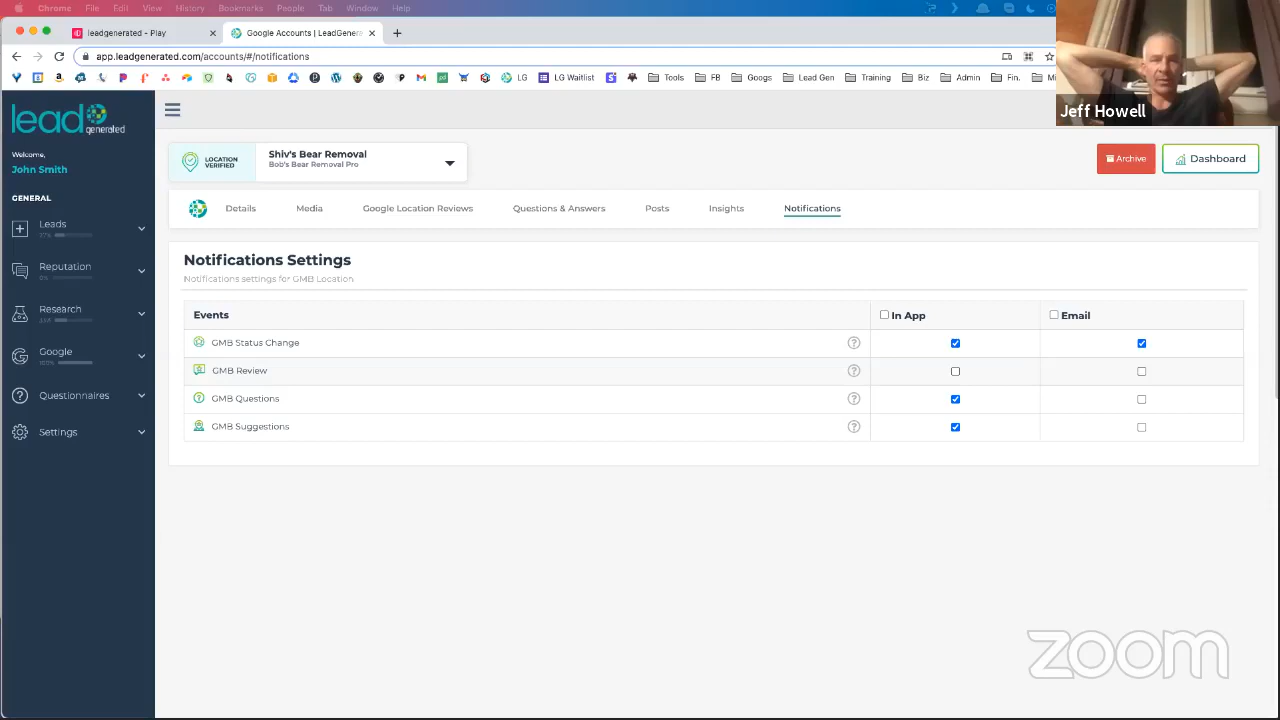 Chrome File Edit View History Bookmarks People Tab Window Help
leadgenerated - Play
Google Accounts | LeadGenera
app.leadgenerated.com/accounts/#/notifications
LG
LG Waitlist
Tools
FB
Googs
Lead Gen
Training
Biz
Admin
Fin.
Jeff Howell
lead generated
Welcome,
John Smith
GENERAL
Leads
Reputation
Research
Google
Questionnaires
Settings
LOCATION VERIFIED
Shiv's Bear Removal
Bob's Bear Removal Pro
Archive
Dashboard
Details
Media
Google Location Reviews
Questions & Answers
Posts
Insights
Notifications
Notifications Settings
Notifications settings for GMB Location
Events
In App
Email
GMB Status Change
GMB Review
GMB Questions
GMB Suggestions
zoom